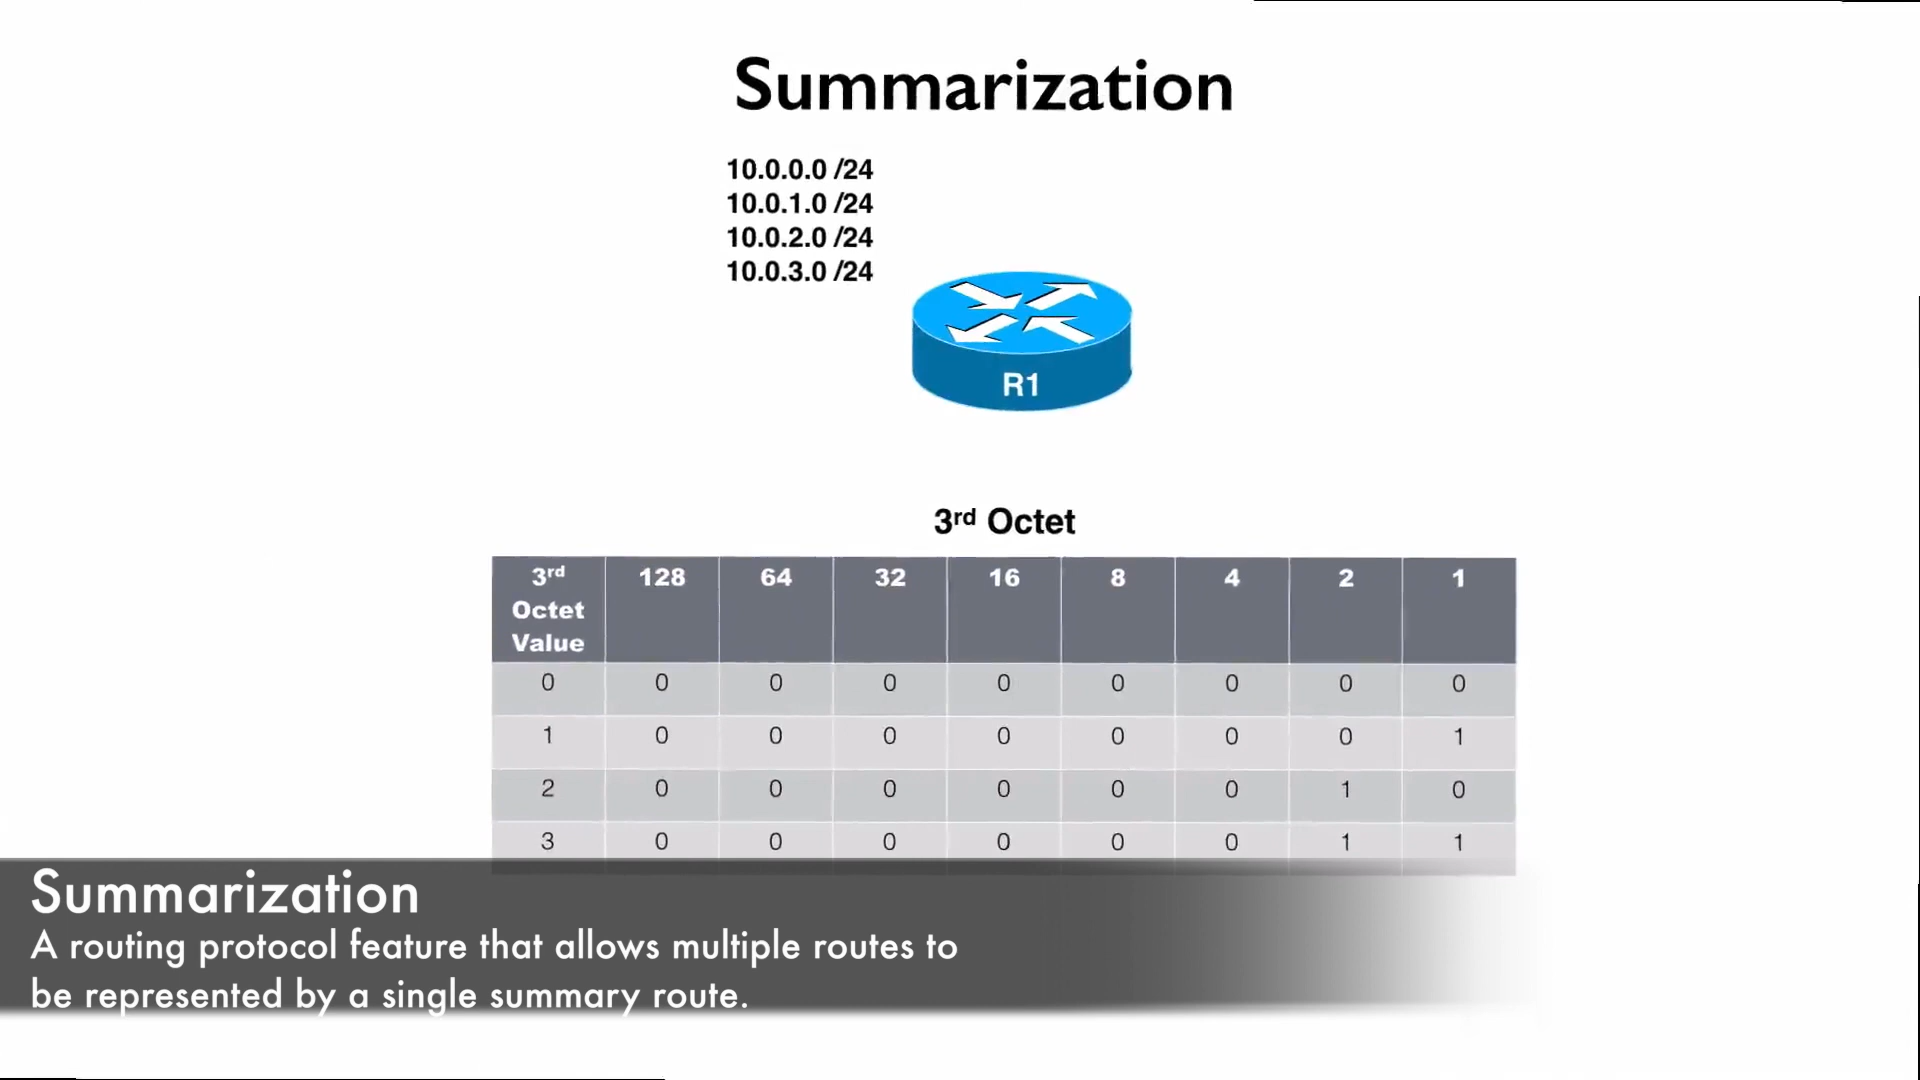 Summarization
10.0.0.0 /24
10.0.1.0 /24
10.0.2.0 /24
10.0.3.0 /24
R1
3rd Octet
3rd Octet Value 128 64 32 16 8 4 2 1
0 0 0 0 0 0 0 0 0
1 0 0 0 0 0 0 0 1
2 0 0 0 0 0 0 1 0
3 0 0 0 0 0 0 1 1
Summarization
A routing protocol feature that allows multiple routes to
be represented by a single summary route.